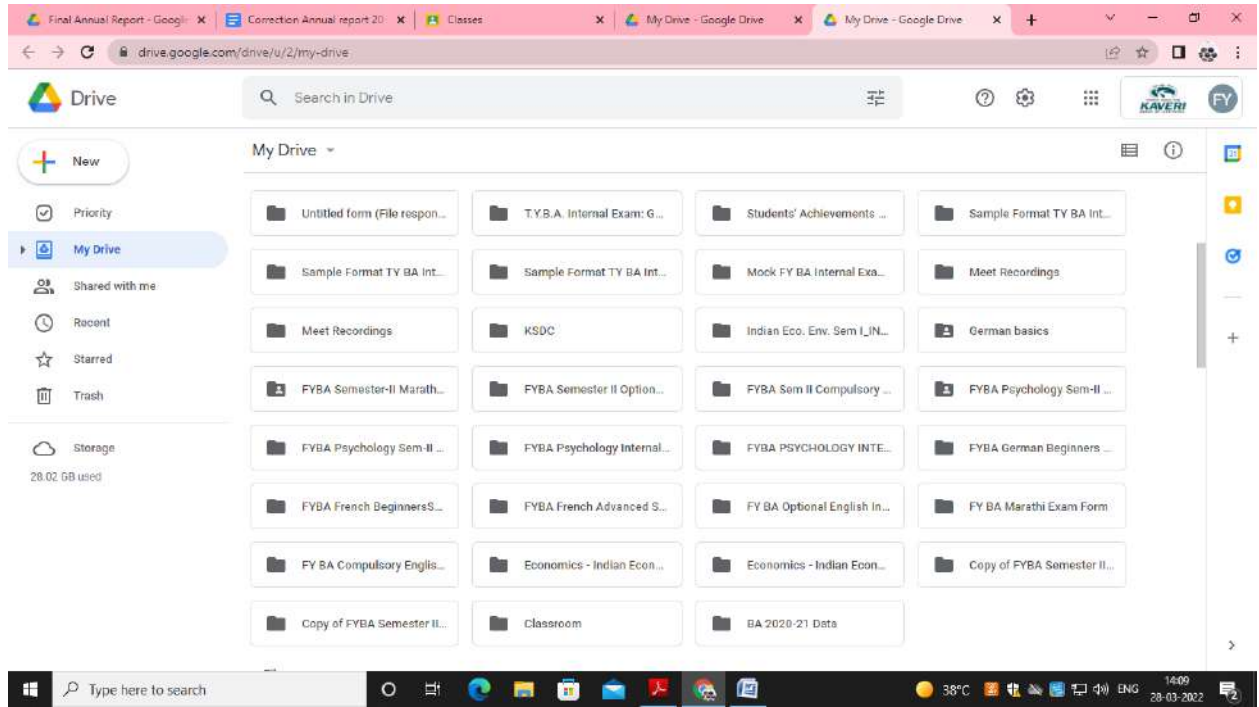 Final Annual Report - Google
Correction Annual report 20
Classes
My Drive - Google Drive
My Drive - Google Drive
drive.google.com/drive/u/2/my-drive
Drive
Search in Drive
KAVERI
FY
New
My Drive
Priority
My Drive
Shared with me
Recent
Starred
Trash
Storage
28.02 GB used
Untitled form (File respon...
T.Y.B.A. Internal Exam: G...
Students' Achievements ...
Sample Format TY BA Int...
Sample Format TY BA Int...
Sample Format TY BA Int...
Mock FY BA Internal Exa...
Meet Recordings
Meet Recordings
KSDC
Indian Eco. Env. Sem I_IN...
German basics
FYBA Semester-II Marath...
FYBA Semester II Option...
FYBA Sem II Compulsory ...
FYBA Psychology Sem-II ...
FYBA Psychology Sem-II ...
FYBA Psychology Internal...
FYBA PSYCHOLOGY INTE...
FYBA German Beginners ...
FYBA French BeginnersS...
FYBA French Advanced S...
FY BA Optional English In...
FY BA Marathi Exam Form
FY BA Compulsory Englis...
Economics - Indian Econ...
Economics - Indian Econ...
Copy of FYBA Semester II...
Copy of FYBA Semester II...
Classroom
BA 2020-21 Data
Type here to search
38°C
ENG
14:09
28-03-2022